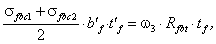 (σ_fbc1 + σ_fbc2)/2 · b'_f t'_f = ω_3 · R_fbt · t_f,